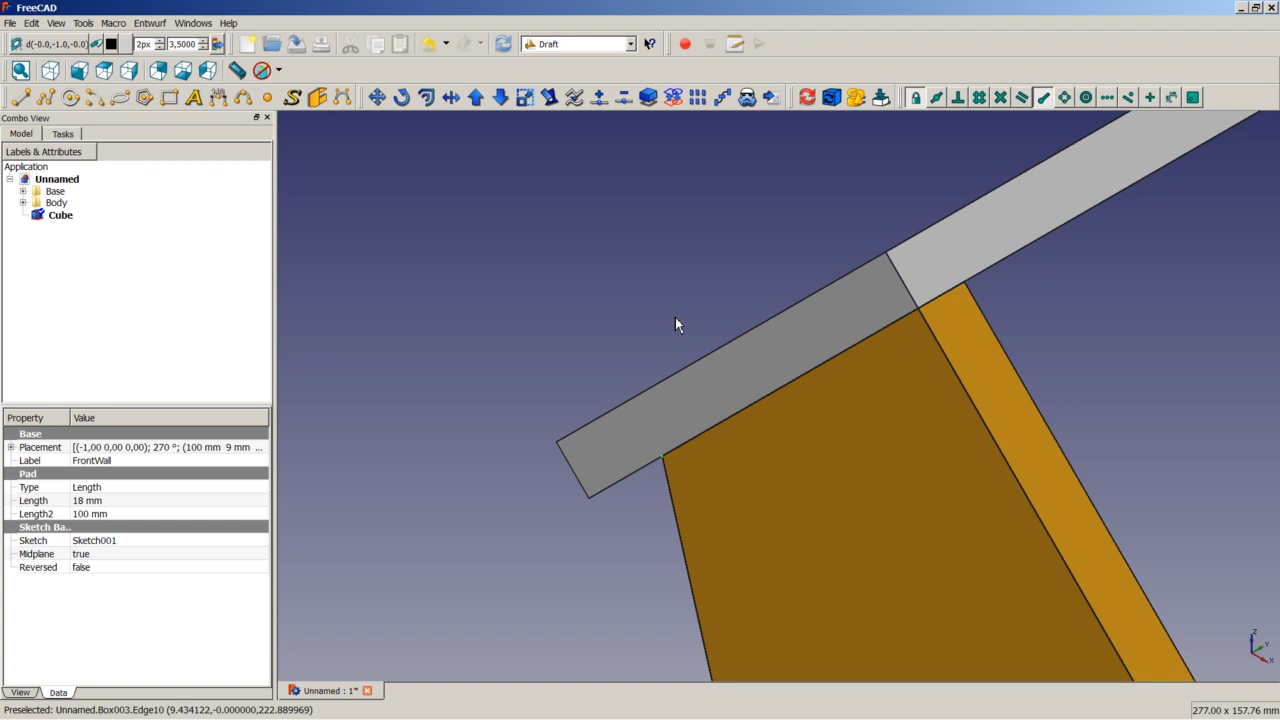 FreeCAD
File Edit View Tools Macro Entwurf Windows Help
d(-0.0,-1.0,-0.0) 2px 3,5000 Draft
Combo View
Model Tasks
Labels & Attributes
Application
Unnamed
Base
Body
Cube
Property Value
Base
Placement [(-1,00 0,00 0,00); 270 °; (100 mm 9 mm ...
Label FrontWall
Pad
Type Length
Length 18 mm
Length2 100 mm
Sketch Ba..
Sketch Sketch001
Midplane true
Reversed false
View Data
Unnamed : 1*
Z
Y
X
Preselected: Unnamed.Box003.Edge10 (9.434122,-0.000000,222.889969)
277.00 x 157.76 mm